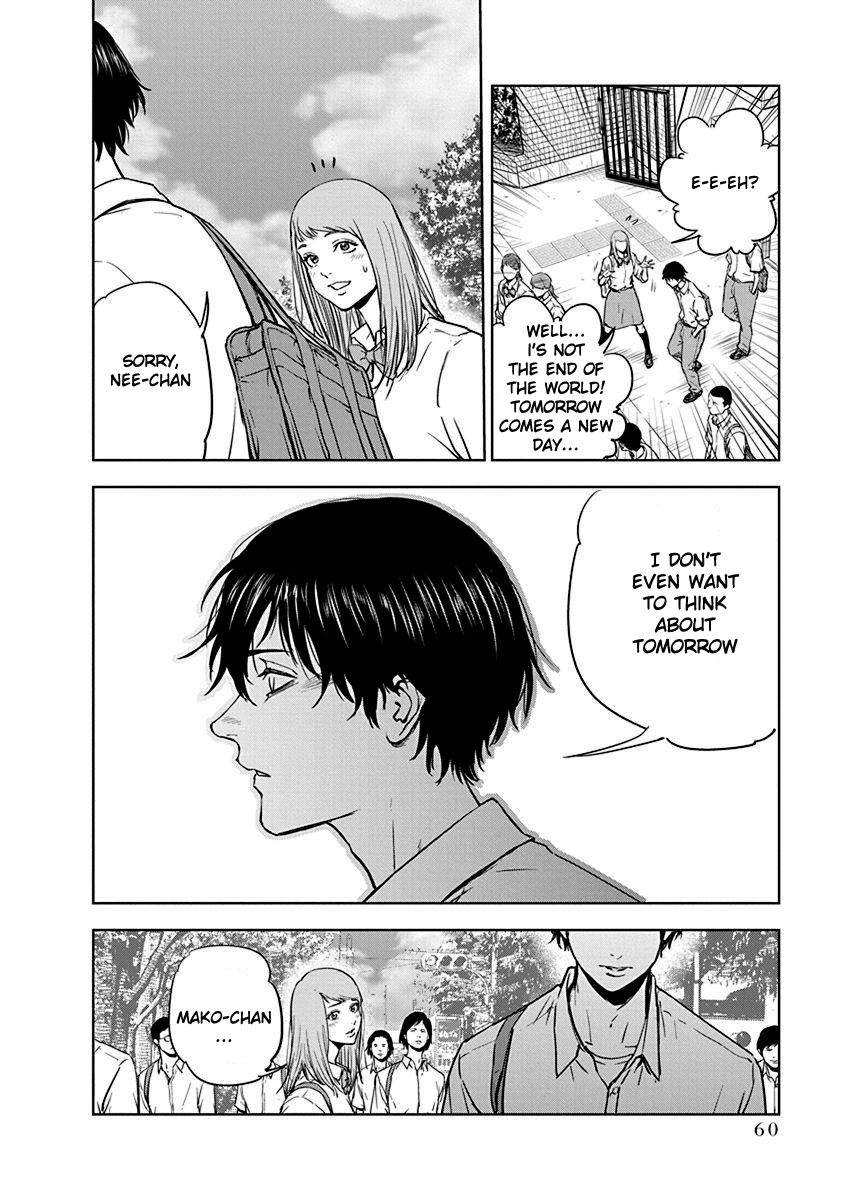 E-E-EH?
WELL...
I'S NOT
THE END
OF
THE WORLD!
TOMORROW
COMES A NEW
DAY...
SORRY,
NEE-CHAN
I DON'T
EVEN WANT
TO THINK
ABOUT
TOMORROW
MAKO-CHAN
...
60